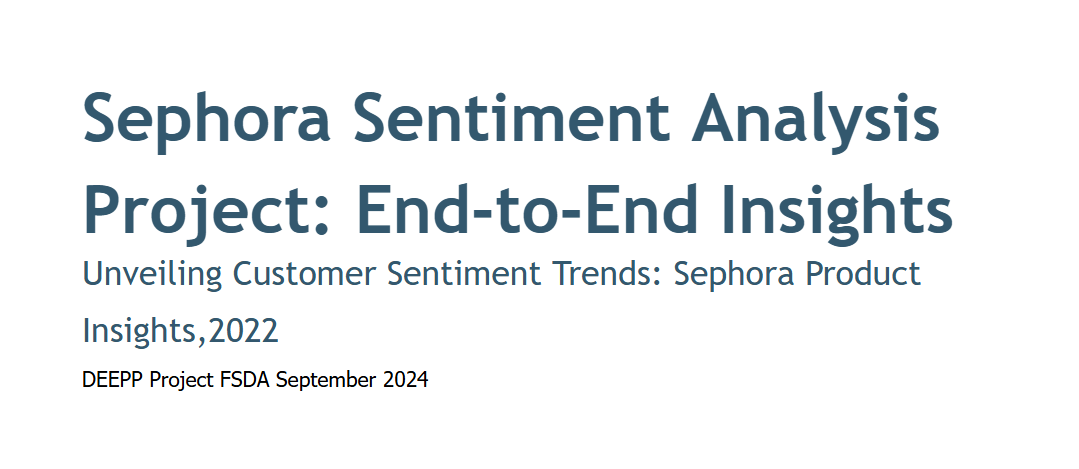 Sephora Sentiment Analysis
Project: End-to-End Insights
Unveiling Customer Sentiment Trends: Sephora Product
Insights,2022
DEEPP Project FSDA September 2024